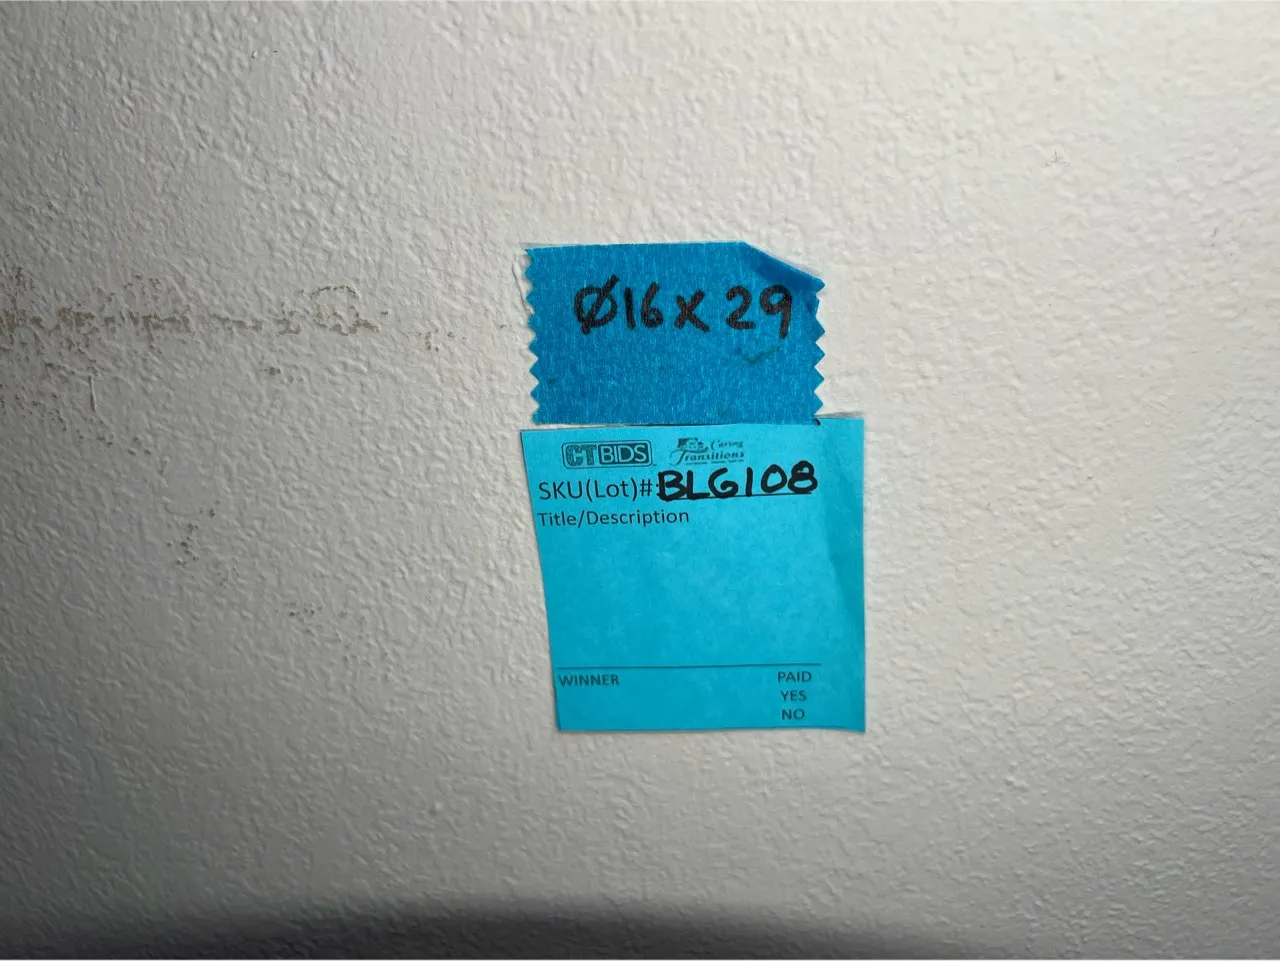 Ø16 X 29
CTBIDS Caring Transitions
SKU(Lot)#: BLG108
Title/Description
WINNER PAID
YES
NO